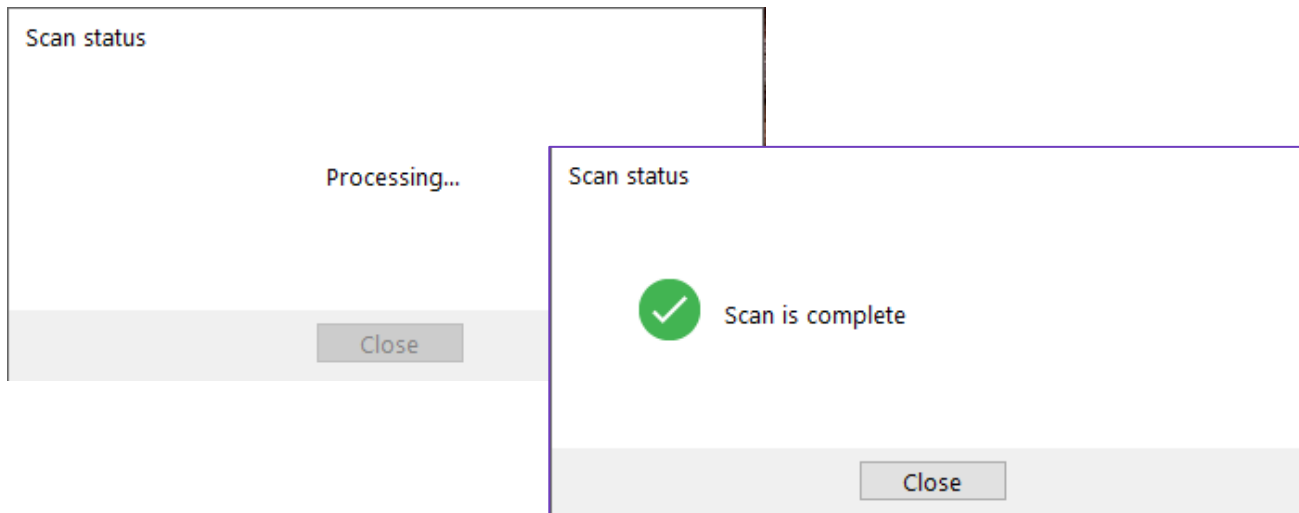 Scan status
Processing...
Close
Scan status
Scan is complete
Close